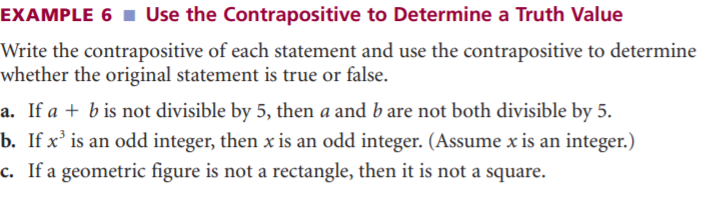 EXAMPLE 6 ■ Use the Contrapositive to Determine a Truth Value
Write the contrapositive of each statement and use the contrapositive to determine
whether the original statement is true or false.
a. If a + b is not divisible by 5, then a and b are not both divisible by 5.
b. If x³ is an odd integer, then x is an odd integer. (Assume x is an integer.)
c. If a geometric figure is not a rectangle, then it is not a square.